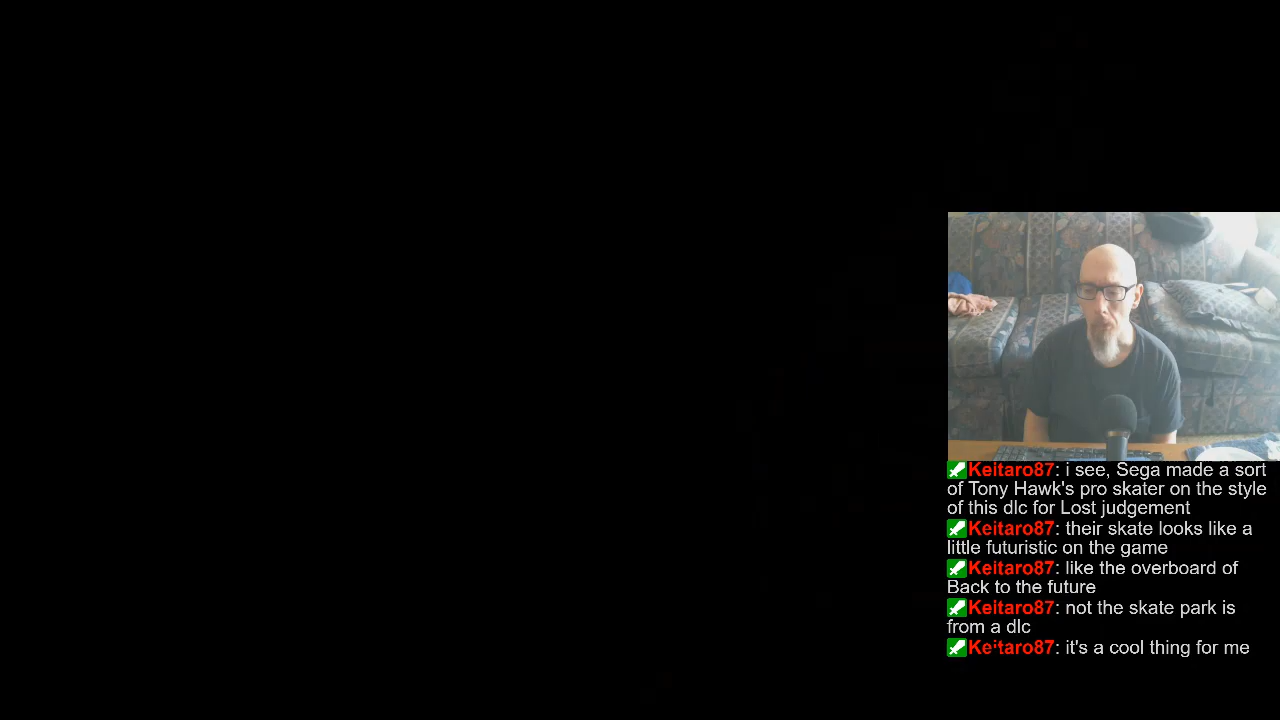 Keitaro87: i see, Sega made a sort
of Tony Hawk's pro skater on the style
of this dlc for Lost judgement
Keitaro87: their skate looks like a
little futuristic on the game
Keitaro87: like the overboard of
Back to the future
Keitaro87: not the skate park is
from a dlc
Keitaro87: it's a cool thing for me